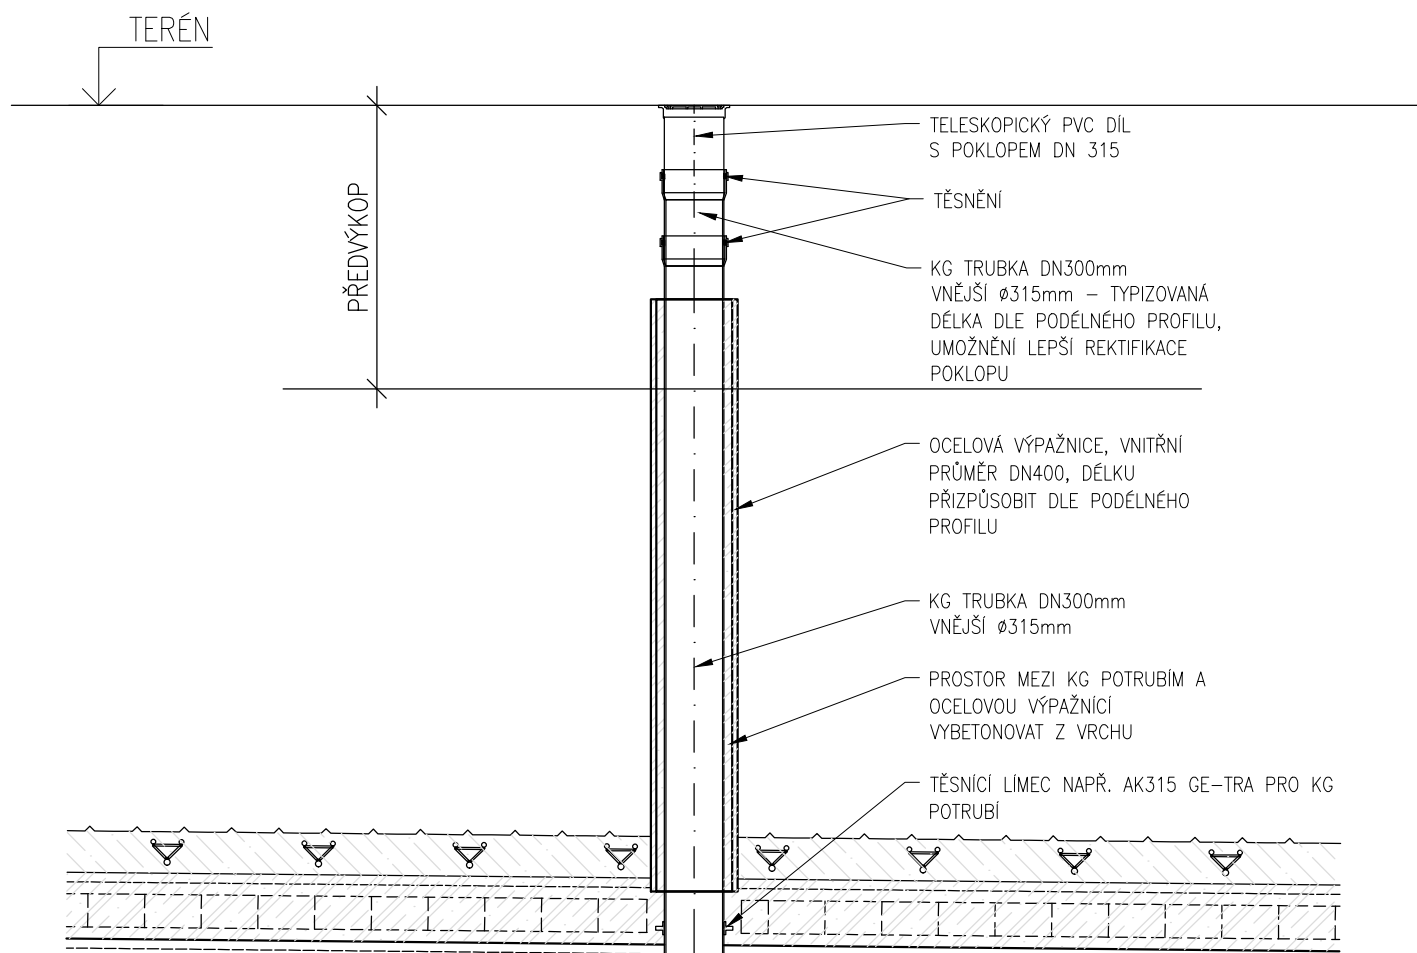 TERÉN
TELESKOPICKÝ PVC DÍL
S POKLOPEM DN 315
TĚSNĚNÍ
PŘEDVÝKOP
KG TRUBKA DN300mm
VNĚJŠÍ ø315mm – TYPIZOVANÁ
DÉLKA DLE PODÉLNÉHO PROFILU,
UMOŽNĚNÍ LEPŠÍ REKTIFIKACE
POKLOPU
OCELOVÁ VÝPAŽNICE, VNITŘNÍ
PRŮMĚR DN400, DÉLKU
PŘIZPŮSOBIT DLE PODÉLNÉHO
PROFILU
KG TRUBKA DN300mm
VNĚJŠÍ ø315mm
PROSTOR MEZI KG POTRUBÍM A
OCELOVOU VÝPAŽNÍCÍ
VYBETONOVAT Z VRCHU
TĚSNÍCÍ LÍMEC NAPŘ. AK315 GE–TRA PRO KG
POTRUBÍ